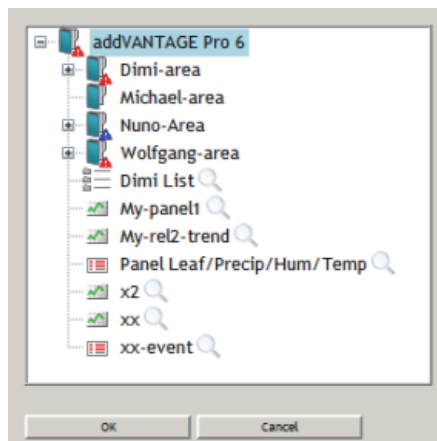 addVANTAGE Pro 6
Dimi-area
Michael-area
Nuno-Area
Wolfgang-area
Dimi List
My-panel1
My-rel2-trend
Panel Leaf/Precip/Hum/Temp
x2
xx
xx-event
OK Cancel